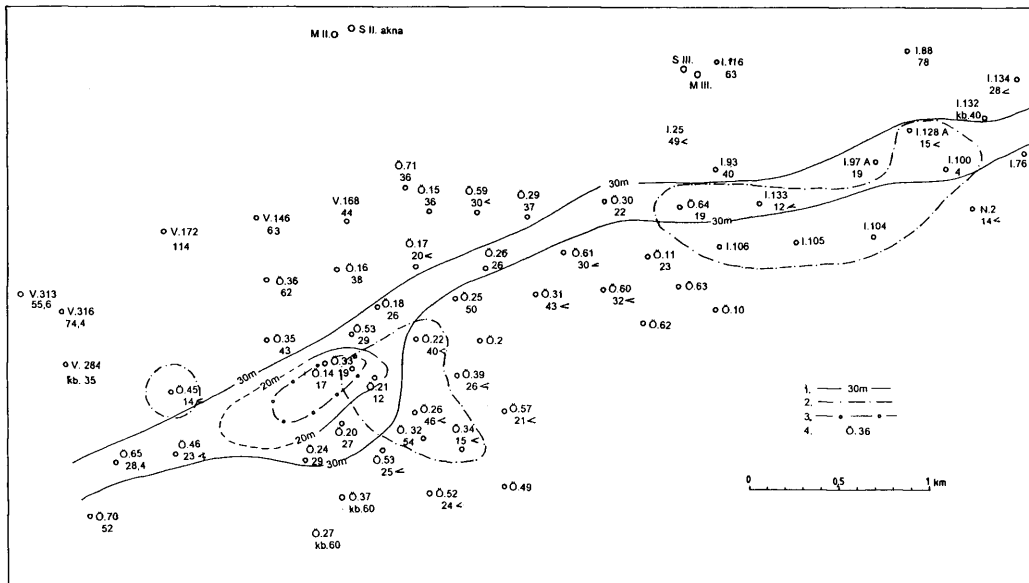 M II. S II. akna
I.88
78
S III.
M III.
I.116
63
I.134
28<
I.132
kb.40
I.25
49<
I.128 A
15<
I.93
40
I.97 A
19
I.100
4
I.76
Ö.71
36
Ö.15
36
Ö.59
30<
Ö.29
37
30m
Ö.30
22
30m
Ö.64
19
I.133
12<
N.2
14<
V.168
44
V.146
63
V.172
114
I.106
I.105
I.104
Ö.17
20<
Ö.26
26
Ö.61
30<
Ö.11
23
Ö.16
38
Ö.36
62
V.313
55,6
V.316
74,4
Ö.18
26
Ö.25
50
Ö.31
43<
Ö.60
32<
Ö.63
Ö.10
Ö.62
Ö.53
29
Ö.35
43
Ö.22
40<
Ö.2
V. 284
kb. 35
30m
20m
Ö.33
19
Ö.14
17
Ö.21
12
Ö.39
26<
Ö.45
14<
Ö.26
46<
Ö.57
21<
20m
Ö.20
27
Ö.32
54
Ö.34
15<
Ö.46
23<
Ö.65
28,4
Ö.24
29
30m
Ö.53
25<
Ö.37
kb.60
Ö.52
24<
Ö.49
Ö.70
52
Ö.27
kb.60
1. 30m
2.
3.
4. Ö.36
0 0,5 1 km